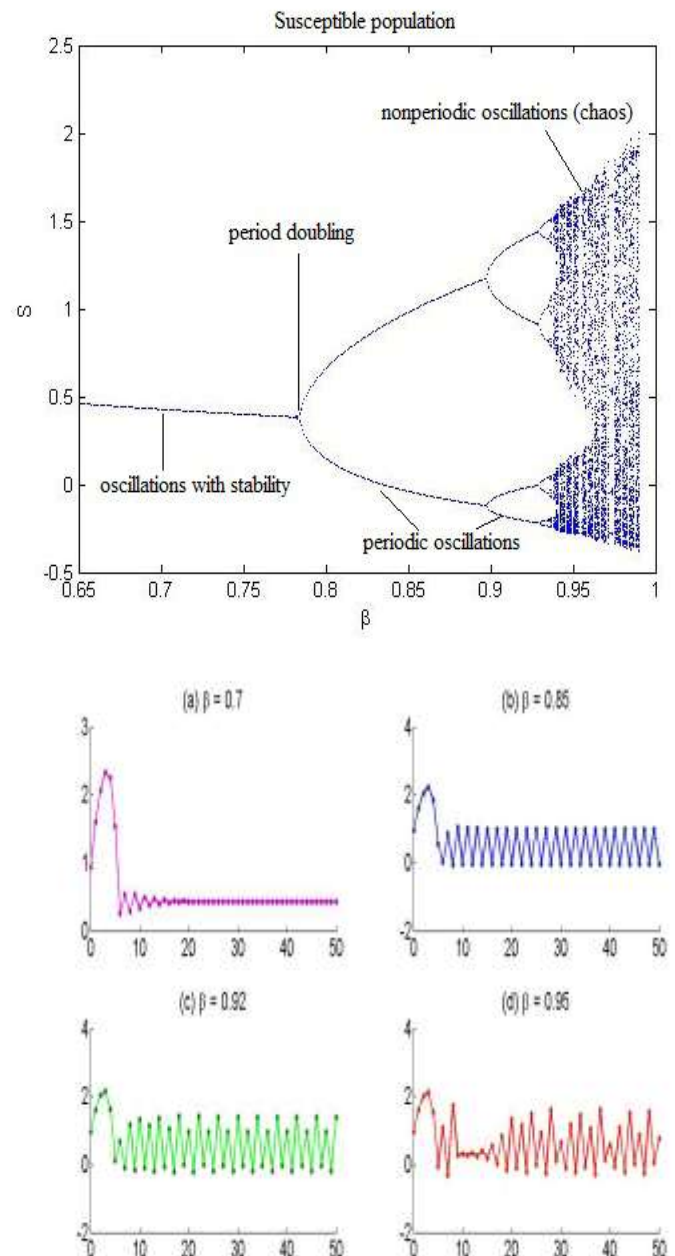 Susceptible population
2.5
nonperiodic oscillations (chaos)
2
1.5
period doubling
S
1
0.5
oscillations with stability
0
periodic oscillations
-0.5
0.65 0.7 0.75 0.8 0.85 0.9 0.95 1
β
(a) β = 0.7
3
2
1
0
0 10 20 30 40 50
(b) β = 0.85
4
2
0
-2
0 10 20 30 40 50
(c) β = 0.92
4
2
0
-2
0 10 20 30 40 50
(d) β = 0.95
4
2
0
-2
0 10 20 30 40 50